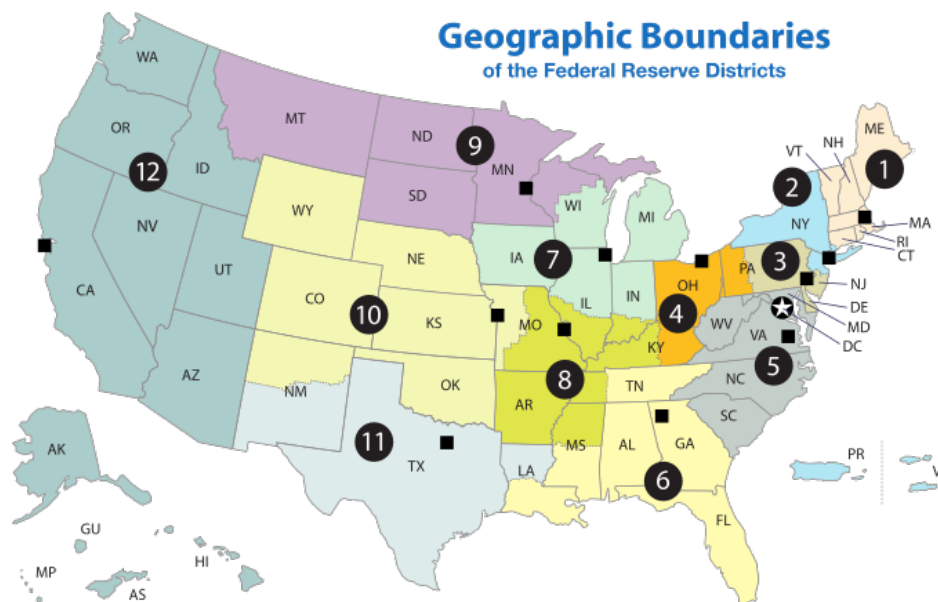 Geographic Boundaries
of the Federal Reserve Districts
WA
MT
ND
9
MN
OR
12
ID
SD
WI
MI
VT
NH
ME
1
2
NY
MA
RI
CT
WY
NV
UT
CA
NE
IA
7
IL
IN
OH
PA
3
NJ
DE
MD
DC
CO
10
KS
MO
4
WV
VA
5
KY
AZ
NM
OK
AR
8
TN
NC
SC
MS
AL
GA
11
TX
LA
6
FL
AK
GU
HI
MP
AS
PR
V